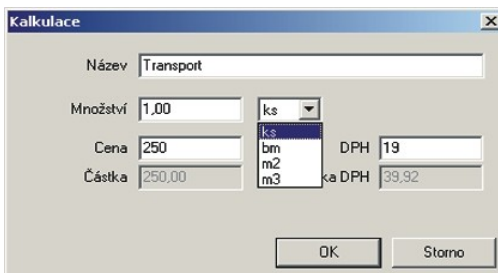 Kalkulace
Název Transport
Množství 1,00 ks
ks
Cena 250 bm DPH 19
m2
Částka 250,00 m3 ka DPH 39,92
OK Storno